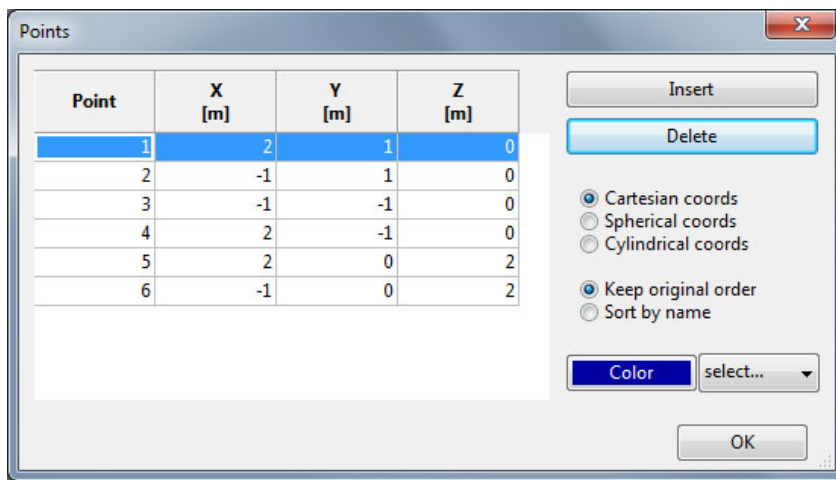 Points
Point X [m] Y [m] Z [m]
1 2 1 0
2 -1 1 0
3 -1 -1 0
4 2 -1 0
5 2 0 2
6 -1 0 2
Insert
Delete
Cartesian coords
Spherical coords
Cylindrical coords
Keep original order
Sort by name
Color select...
OK